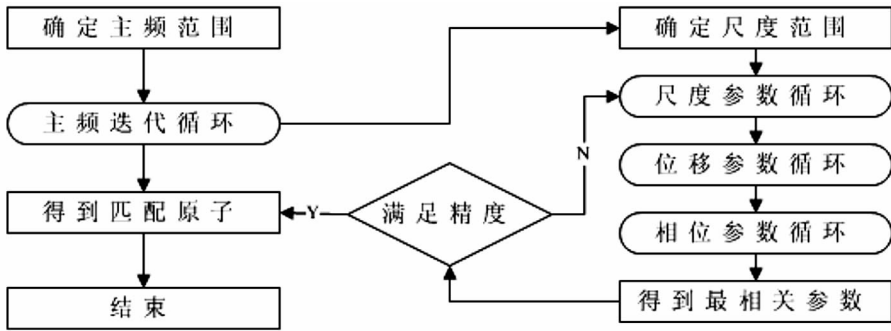 确定主频范围
主频迭代循环
得到匹配原子
结束
满足精度
Y
N
确定尺度范围
尺度参数循环
位移参数循环
相位参数循环
得到最相关参数